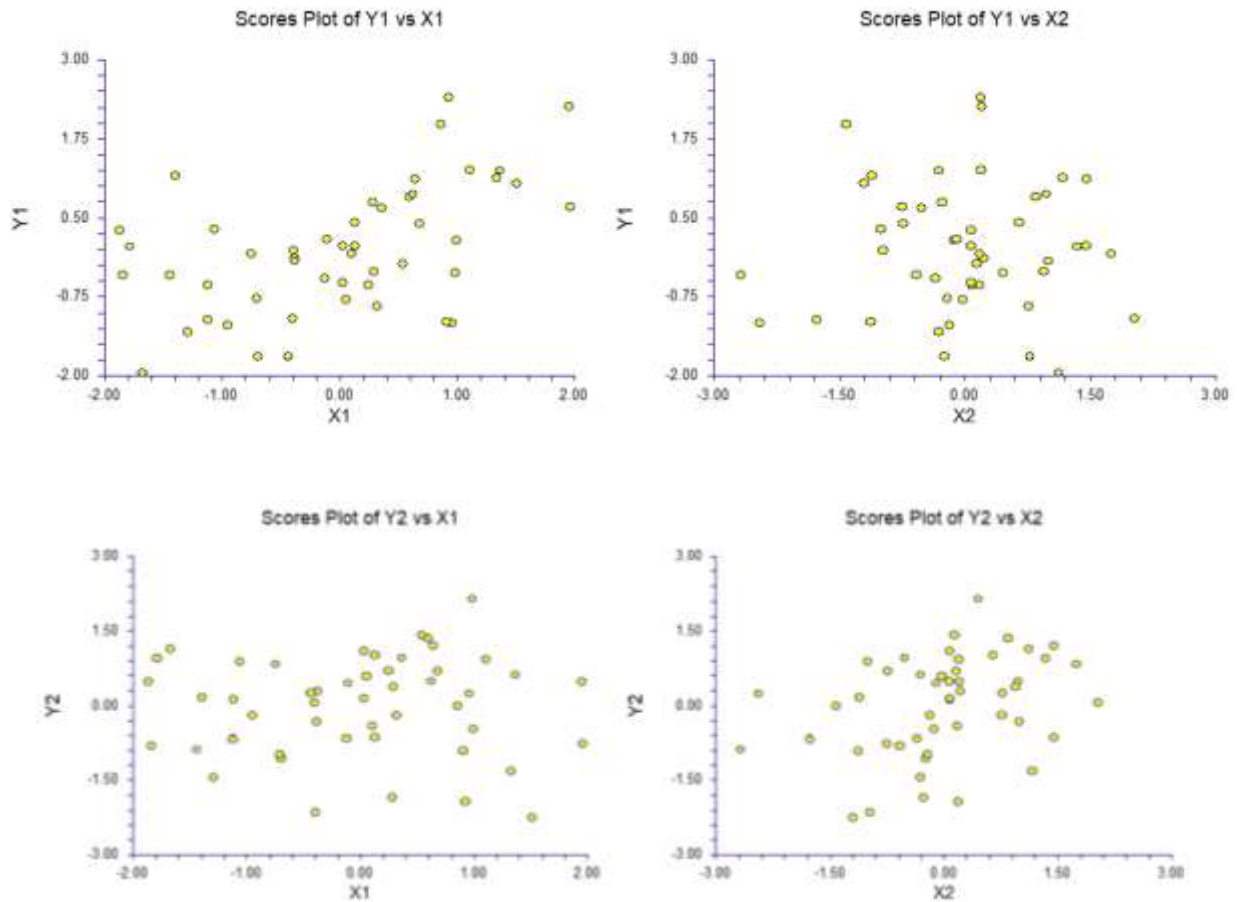 Scores Plot of Y1 vs X1
3.00
1.75
0.50
-0.75
-2.00
Y1
-2.00 -1.00 0.00 1.00 2.00
X1
Scores Plot of Y1 vs X2
3.00
1.75
0.50
-0.75
-2.00
Y1
-3.00 -1.50 0.00 1.50 3.00
X2
Scores Plot of Y2 vs X1
3.00
1.50
0.00
-1.50
-3.00
Y2
-2.00 -1.00 0.00 1.00 2.00
X1
Scores Plot of Y2 vs X2
3.00
1.50
0.00
-1.50
-3.00
Y2
-3.00 -1.50 0.00 1.50 3.00
X2